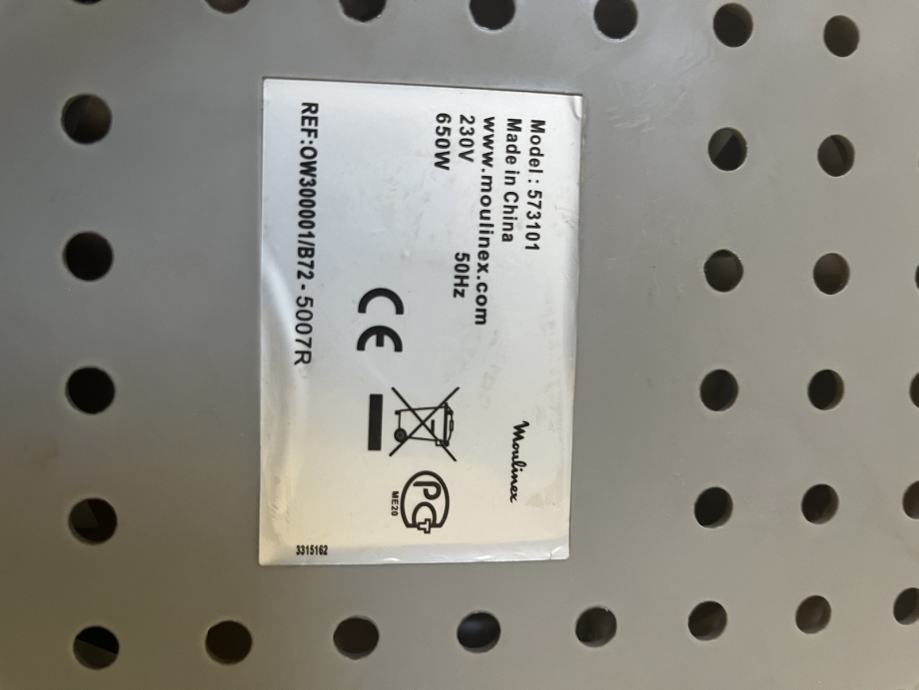 Moulinex
Model : 573101
Made in China
www.moulinex.com
230V 50Hz
650W
CE
PCT
ME20
REF:OW300001/B72 - 5007R
3315162